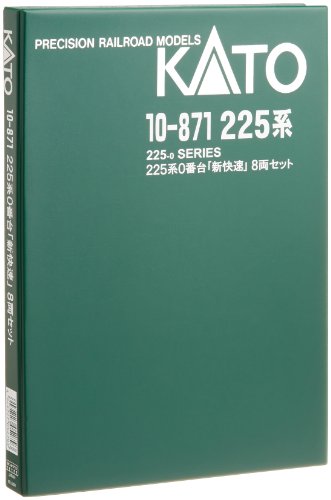 PRECISION RAILROAD MODELS
KATO
10-871 225系
225-0 SERIES
225系0番台「新快速」 8両セット
KATO
10-871 225系0番台「新快速」 8両セット